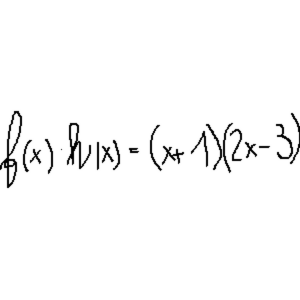 f(x) · h(x) = (x+1)(2x-3)